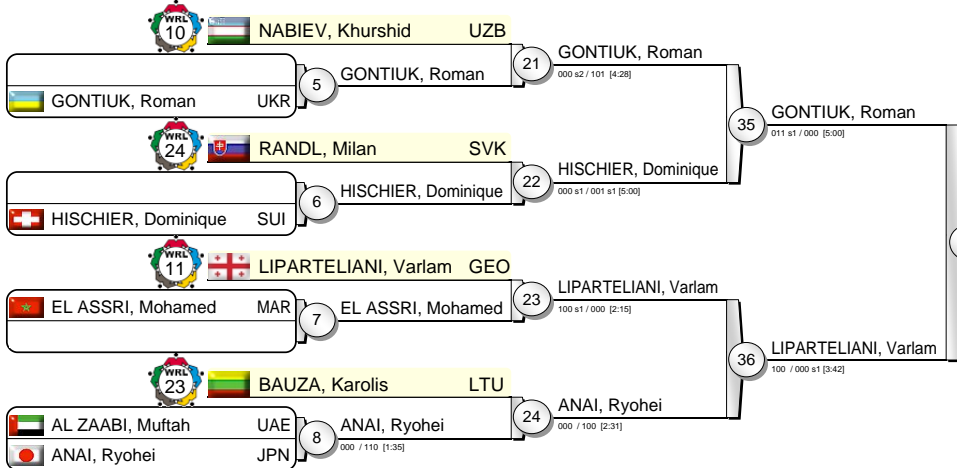 WRL
10
NABIEV, Khurshid UZB
GONTIUK, Roman UKR
5
GONTIUK, Roman
21
GONTIUK, Roman
000 s2 / 101 [4:28]
WRL
24
RANDL, Milan SVK
HISCHIER, Dominique SUI
6
HISCHIER, Dominique
22
HISCHIER, Dominique
000 s1 / 001 s1 [5:00]
35
GONTIUK, Roman
011 s1 / 000 [5:00]
WRL
11
LIPARTELIANI, Varlam GEO
EL ASSRI, Mohamed MAR
7
EL ASSRI, Mohamed
23
LIPARTELIANI, Varlam
100 s1 / 000 [2:15]
WRL
23
BAUZA, Karolis LTU
AL ZAABI, Muftah UAE
ANAI, Ryohei JPN
8
ANAI, Ryohei
000 / 110 [1:35]
24
ANAI, Ryohei
000 / 100 [2:31]
36
LIPARTELIANI, Varlam
100 / 000 s1 [3:42]